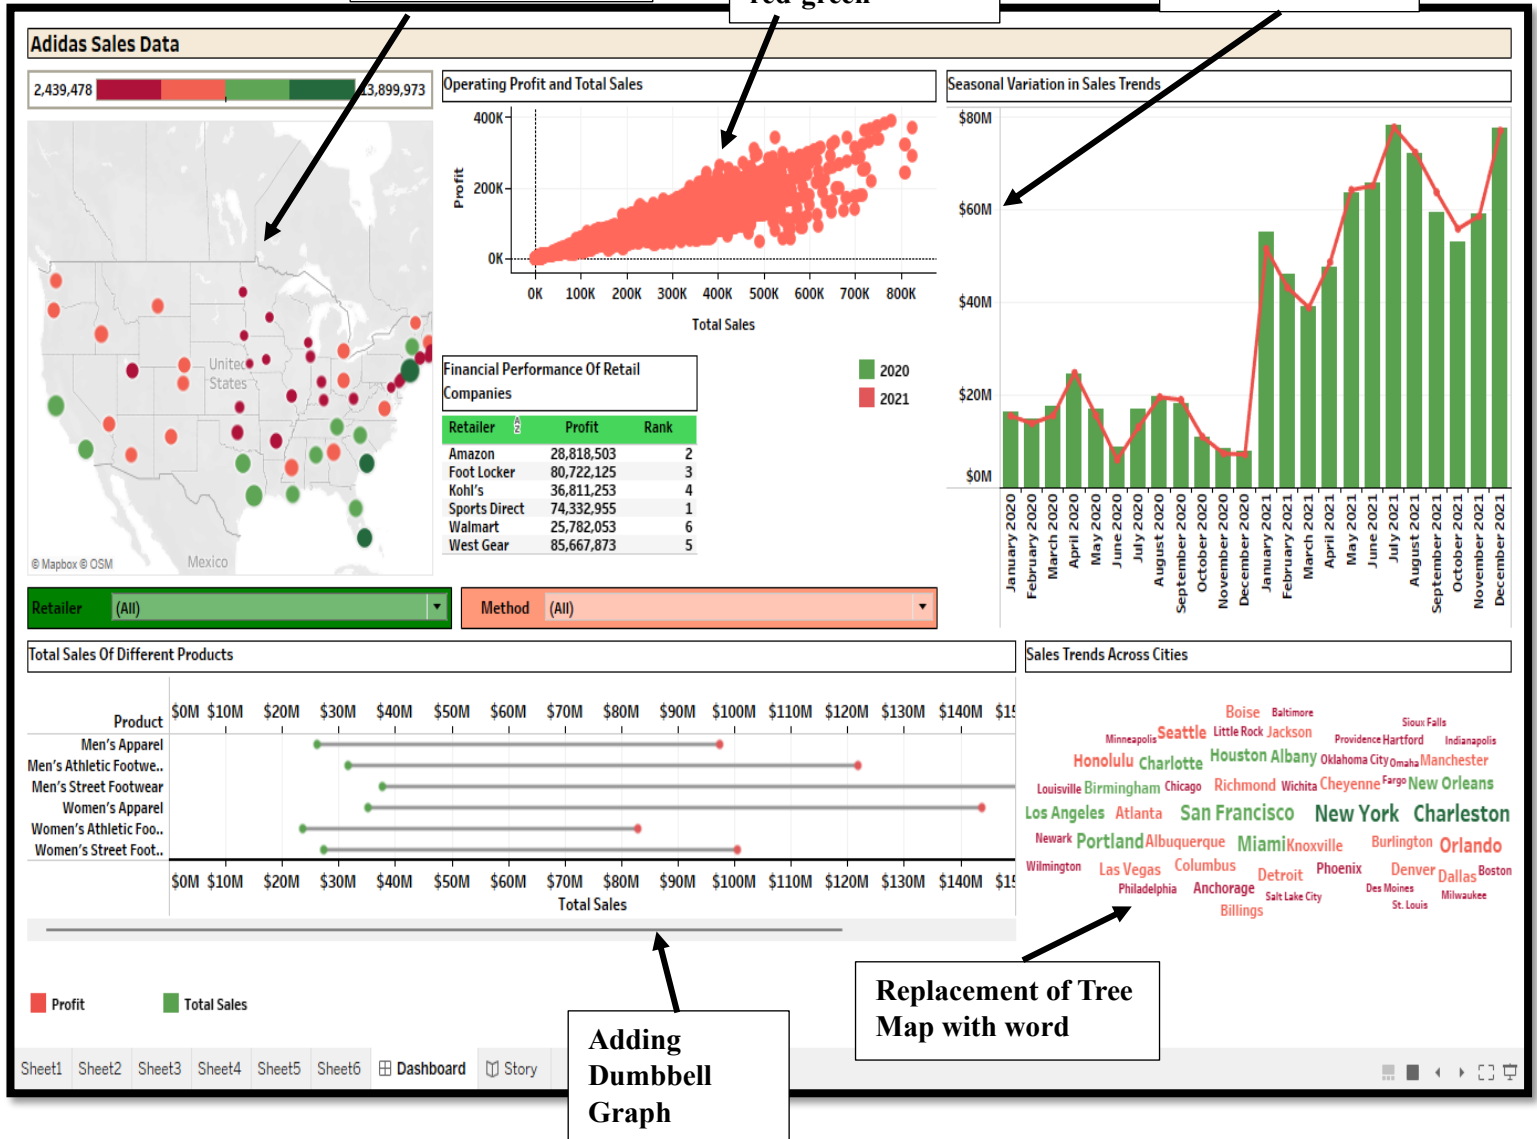 red-green
Adidas Sales Data
2,439,478
13,899,973
Operating Profit and Total Sales
Seasonal Variation in Sales Trends
400K
200K
0K
Profit
0K 100K 200K 300K 400K 500K 600K 700K 800K
Total Sales
$80M
$60M
$40M
$20M
$0M
January 2020
February 2020
March 2020
April 2020
May 2020
June 2020
July 2020
August 2020
September 2020
October 2020
November 2020
December 2020
January 2021
February 2021
March 2021
April 2021
May 2021
June 2021
July 2021
August 2021
September 2021
October 2021
November 2021
December 2021
United
States
Mexico
© Mapbox © OSM
Financial Performance Of Retail
Companies
2020
2021
Retailer Profit Rank
Amazon 28,818,503 2
Foot Locker 80,722,125 3
Kohl's 36,811,253 4
Sports Direct 74,332,955 1
Walmart 25,782,053 6
West Gear 85,667,873 5
Retailer (All)
Method (All)
Total Sales Of Different Products
Sales Trends Across Cities
Product
$0M $10M $20M $30M $40M $50M $60M $70M $80M $90M $100M $110M $120M $130M $140M $15
Men's Apparel
Men's Athletic Footwe..
Men's Street Footwear
Women's Apparel
Women's Athletic Foo..
Women's Street Foot..
$0M $10M $20M $30M $40M $50M $60M $70M $80M $90M $100M $110M $120M $130M $140M $15
Total Sales
Boise Baltimore
Sioux Falls
Minneapolis Seattle Little Rock Jackson Providence Hartford Indianapolis
Honolulu Charlotte Houston Albany Oklahoma City Omaha Manchester
Louisville Birmingham Chicago Richmond Wichita Cheyenne Fargo New Orleans
Los Angeles Atlanta San Francisco New York Charleston
Newark Portland Albuquerque Miami Knoxville Burlington Orlando
Wilmington Las Vegas Columbus Detroit Phoenix Denver Dallas Boston
Philadelphia Anchorage Salt Lake City Des Moines Milwaukee
Billings St. Louis
Profit
Total Sales
Replacement of Tree
Map with word
Adding
Dumbbell
Graph
Sheet1 Sheet2 Sheet3 Sheet4 Sheet5 Sheet6 Dashboard Story